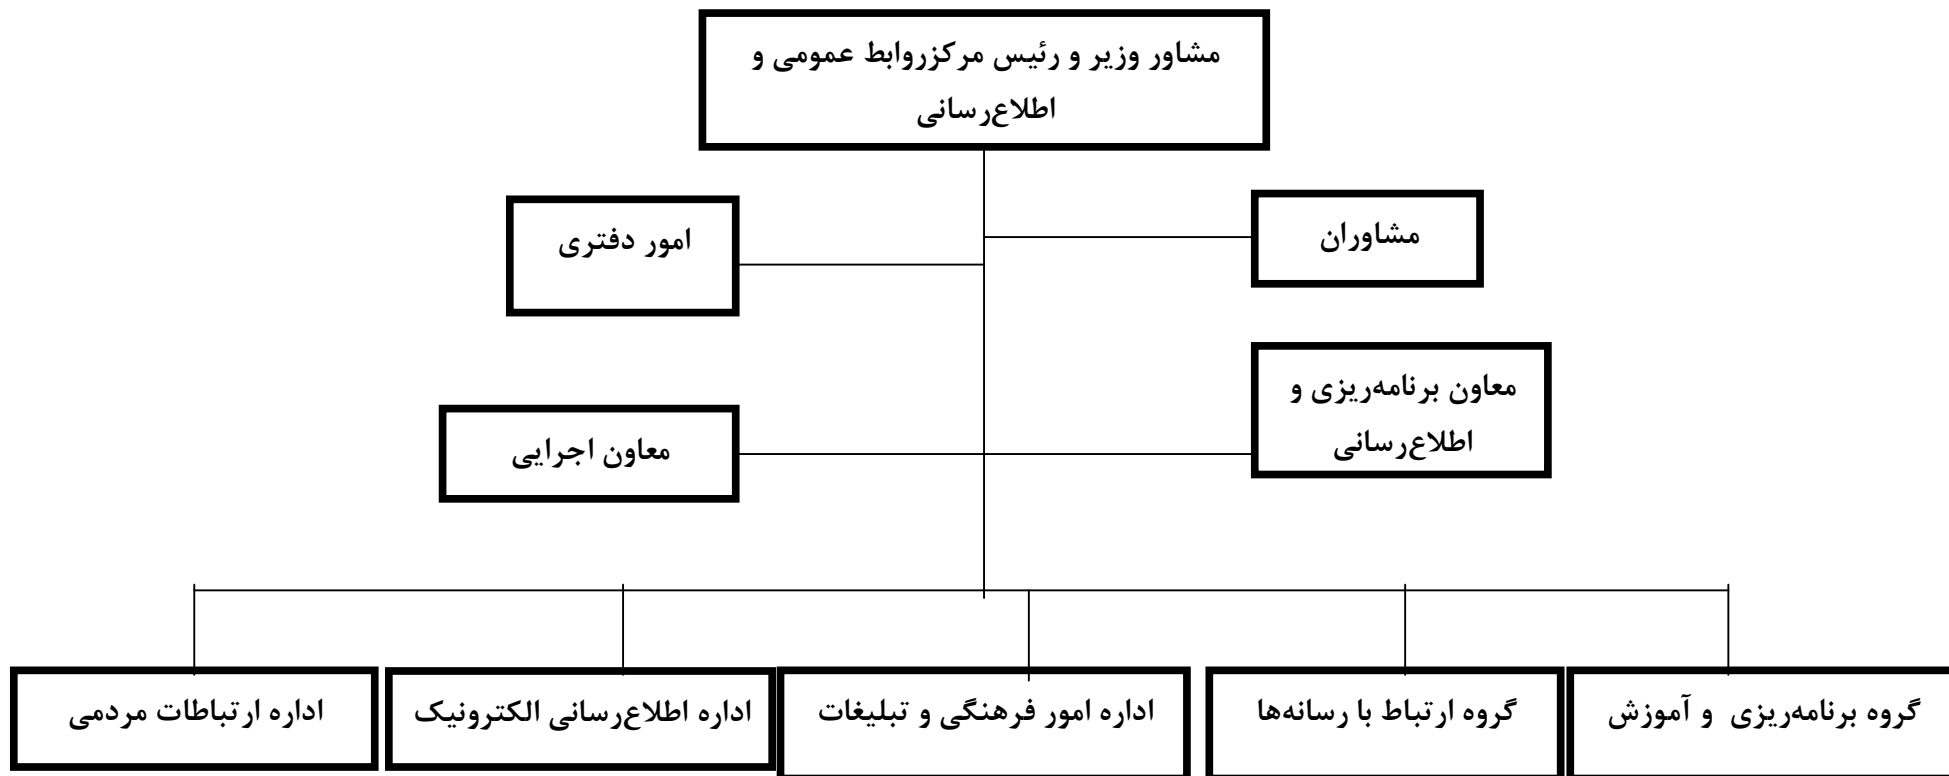 مشاور وزیر و رئیس مرکزروابط عمومی و
اطلاع‌رسانی
مشاوران
امور دفتری
معاون برنامه‌ریزی و
اطلاع‌رسانی
معاون اجرایی
گروه برنامه‌ریزی و آموزش
گروه ارتباط با رسانه‌ها
اداره امور فرهنگی و تبلیغات
اداره اطلاع‌رسانی الکترونیک
اداره ارتباطات مردمی